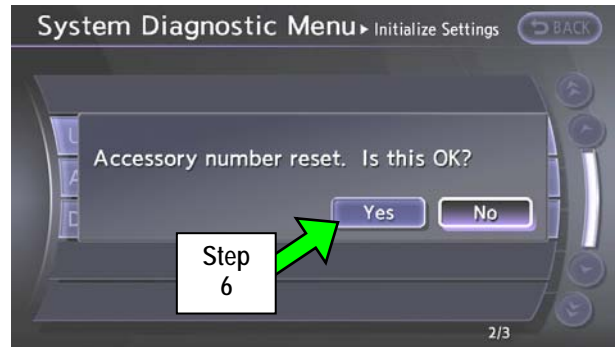 System Diagnostic Menu ▸ Initialize Settings BACK
U
A
D
Accessory number reset. Is this OK?
Yes No
Step
6
2/3